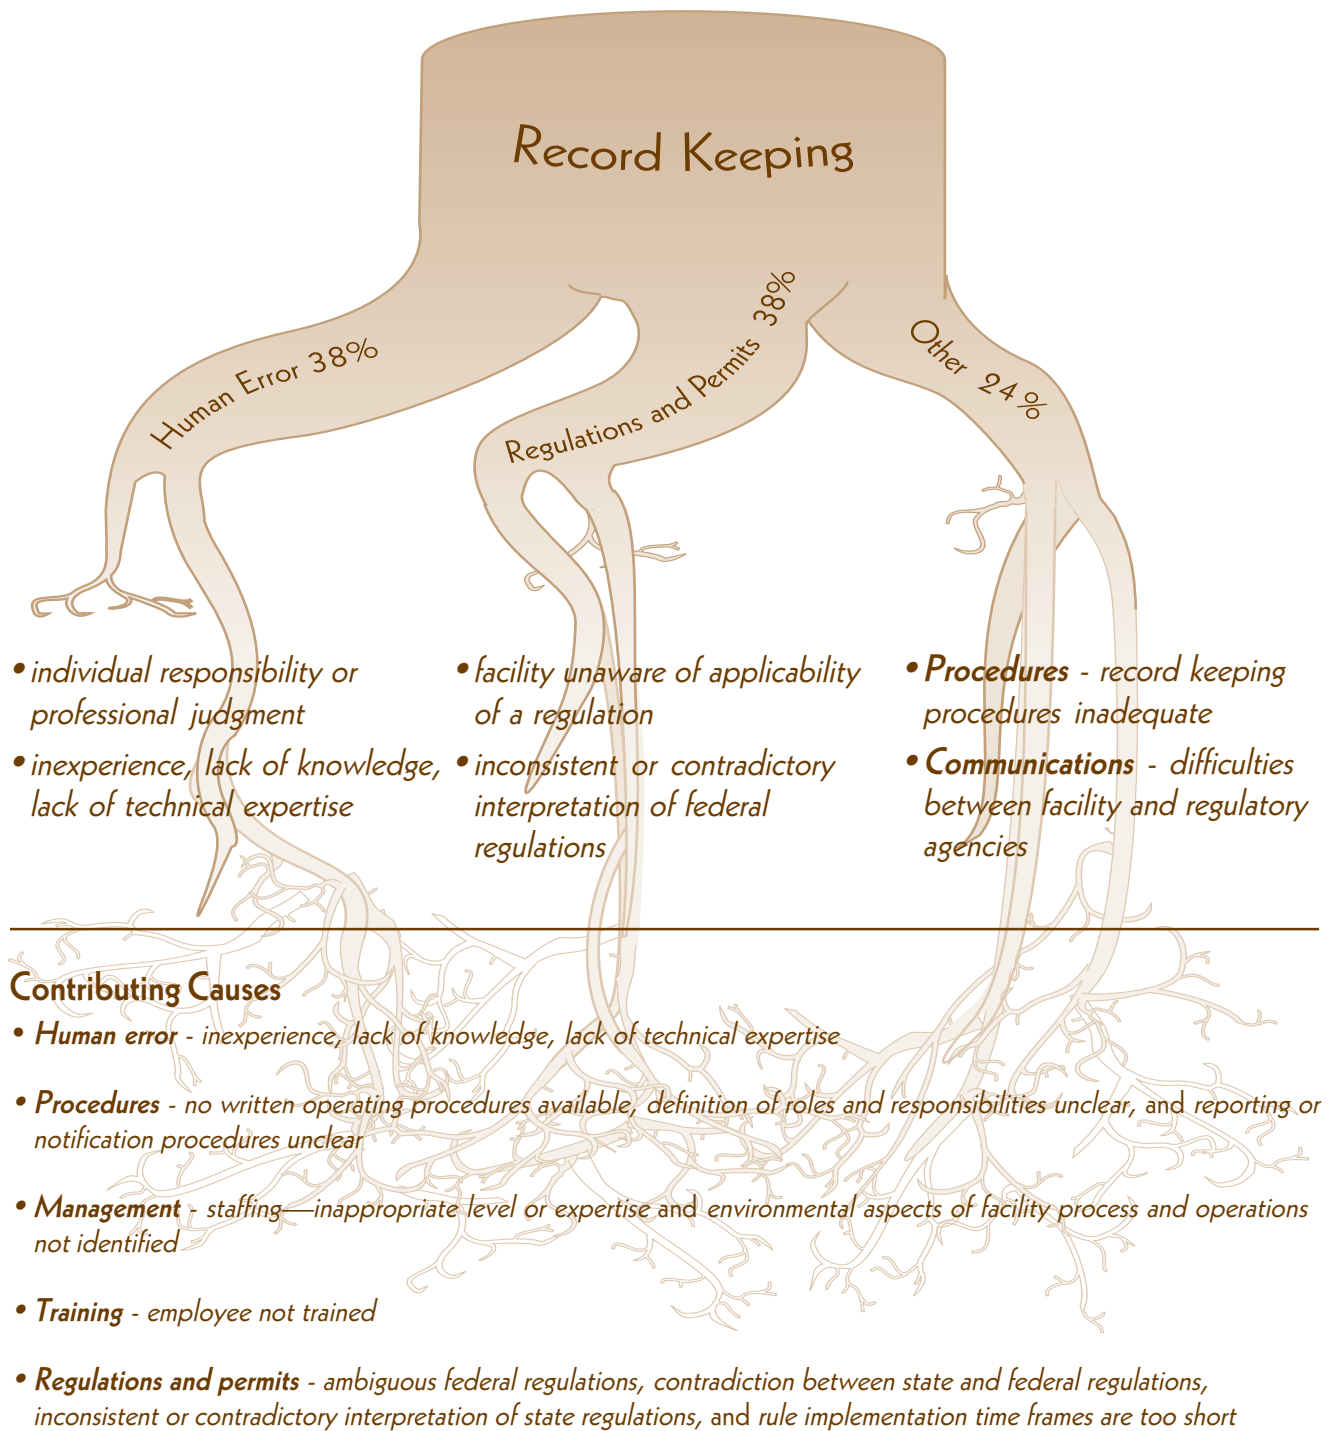 Record Keeping
Human Error 38%
Regulations and Permits 38%
Other 24%
• individual responsibility or
professional judgment
• inexperience, lack of knowledge,
lack of technical expertise
• facility unaware of applicability
of a regulation
• inconsistent or contradictory
interpretation of federal
regulations
• Procedures - record keeping
procedures inadequate
• Communications - difficulties
between facility and regulatory
agencies
Contributing Causes
• Human error - inexperience, lack of knowledge, lack of technical expertise
• Procedures - no written operating procedures available, definition of roles and responsibilities unclear, and reporting or
notification procedures unclear
• Management - staffing—inappropriate level or expertise and environmental aspects of facility process and operations
not identified
• Training - employee not trained
• Regulations and permits - ambiguous federal regulations, contradiction between state and federal regulations,
inconsistent or contradictory interpretation of state regulations, and rule implementation time frames are too short